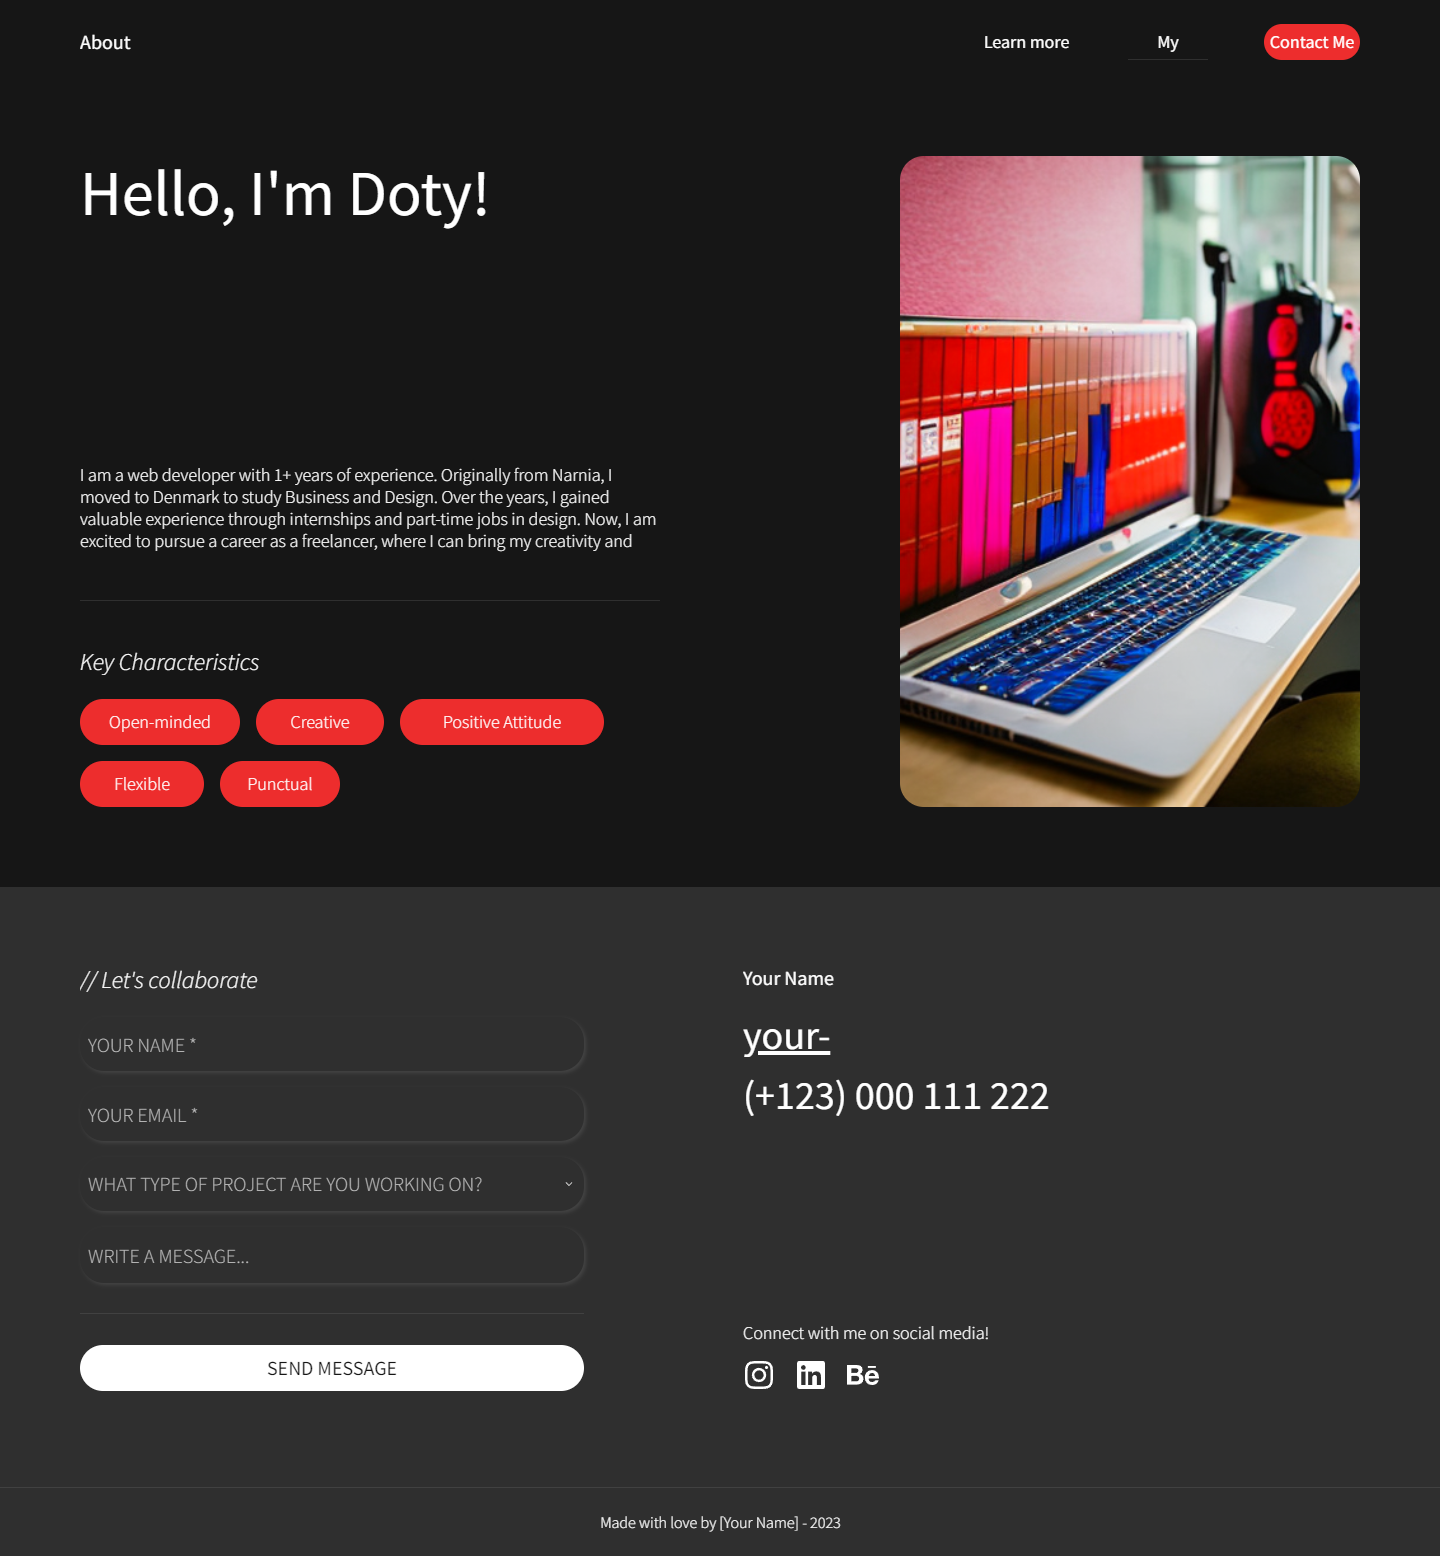 About
Learn more
My
Contact Me
Hello, I'm Doty!
I am a web developer with 1+ years of experience. Originally from Narnia, I
moved to Denmark to study Business and Design. Over the years, I gained
valuable experience through internships and part-time jobs in design. Now, I am
excited to pursue a career as a freelancer, where I can bring my creativity and
Key Characteristics
Open-minded
Creative
Positive Attitude
Flexible
Punctual
// Let's collaborate
YOUR NAME *
YOUR EMAIL *
WHAT TYPE OF PROJECT ARE YOU WORKING ON?
WRITE A MESSAGE...
SEND MESSAGE
Your Name
your-
(+123) 000 111 222
Connect with me on social media!
in
Bē
Made with love by [Your Name] - 2023